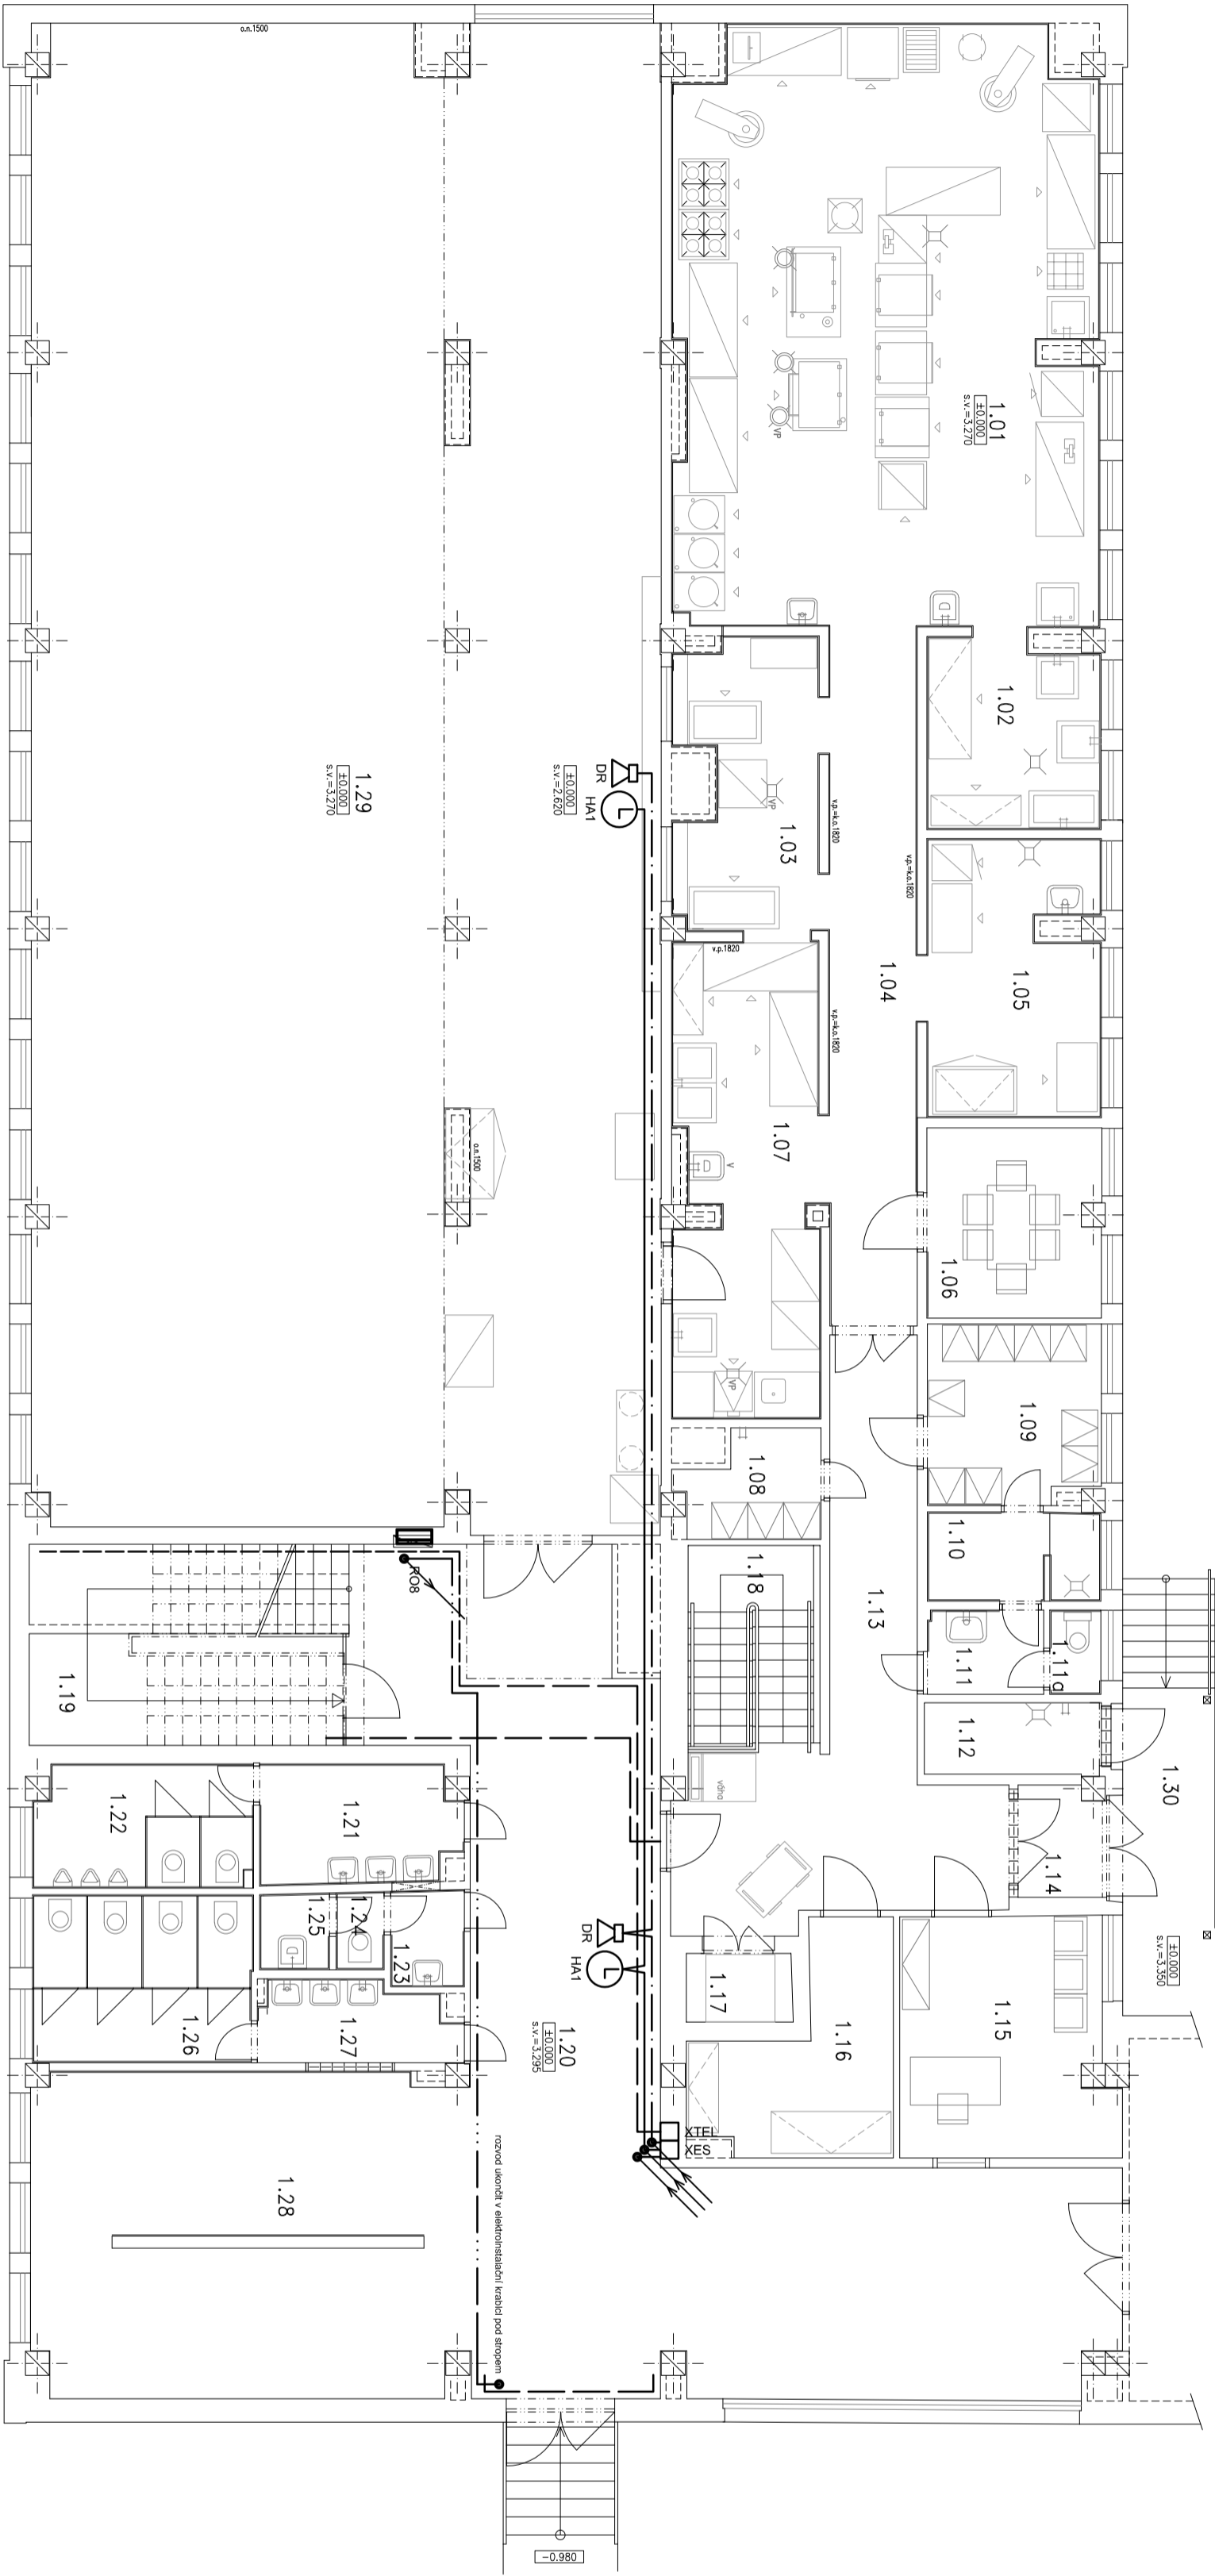 o.n.1500
1.01
±0.000
s.v.=3.270
VP
1.02
VP
1.03
v.p.=k.o.1820
v.p.=k.o.1820
v.p.1820
1.04
1.05
v.p.=k.o.1820
1.29
±0.000
s.v.=3.270
±0.000
s.v.=2.620
DR
HA1
1.07
V
o.n.1500
1.06
VP
1.08
1.09
1.10
1.11
1.11a
1.12
1.13
1.18
RO8
1.19
váha
1.30
±0.000
s.v.=3.350
1.14
1.15
1.16
1.17
1.21
1.22
1.23
1.24
1.25
1.26
1.27
DR
HA1
1.20
±0.000
s.v.=3.295
XTEL
XES
1.28
rozvod ukončit v elektroinstalační krabici pod stropem
-0.980